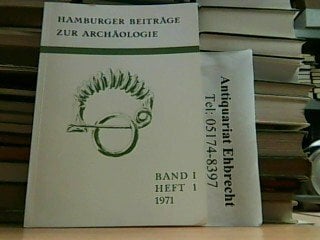 HAMBURGER BEITRÄGE
ZUR ARCHÄOLOGIE
BAND I
HEFT 1
1971
Antiquariat Ehbrecht
Tel: 05174-8397